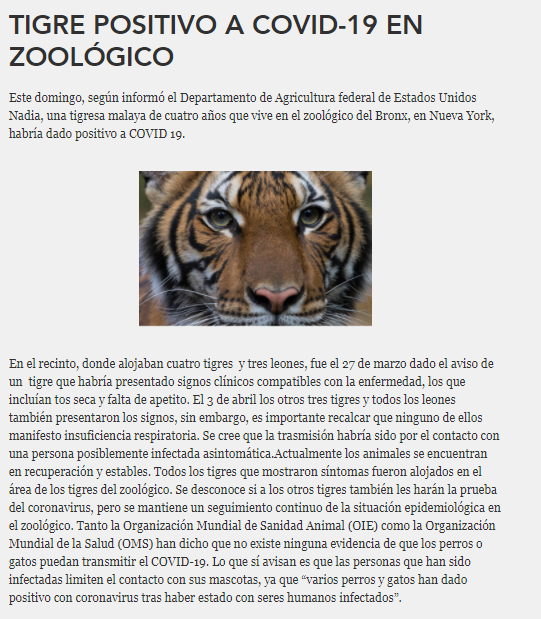 TIGRE POSITIVO A COVID-19 EN
ZOOLÓGICO
Este domingo, según informó el Departamento de Agricultura federal de Estados Unidos
Nadia, una tigresa malaya de cuatro años que vive en el zoológico del Bronx, en Nueva York,
habría dado positivo a COVID 19.
En el recinto, donde alojaban cuatro tigres  y tres leones, fue el 27 de marzo dado el aviso de
un  tigre que habría presentado signos clínicos compatibles con la enfermedad, los que
incluían tos seca y falta de apetito. El 3 de abril los otros tres tigres y todos los leones
también presentaron los signos, sin embargo, es importante recalcar que ninguno de ellos
manifesto insuficiencia respiratoria. Se cree que la trasmisión habría sido por el contacto con
una persona posiblemente infectada asintomática.Actualmente los animales se encuentran
en recuperación y estables. Todos los tigres que mostraron síntomas fueron alojados en el
área de los tigres del zoológico. Se desconoce si a los otros tigres también les harán la prueba
del coronavirus, pero se mantiene un seguimiento continuo de la situación epidemiológica en
el zoológico. Tanto la Organización Mundial de Sanidad Animal (OIE) como la Organización
Mundial de la Salud (OMS) han dicho que no existe ninguna evidencia de que los perros o
gatos puedan transmitir el COVID-19. Lo que sí avisan es que las personas que han sido
infectadas limiten el contacto con sus mascotas, ya que “varios perros y gatos han dado
positivo con coronavirus tras haber estado con seres humanos infectados”.